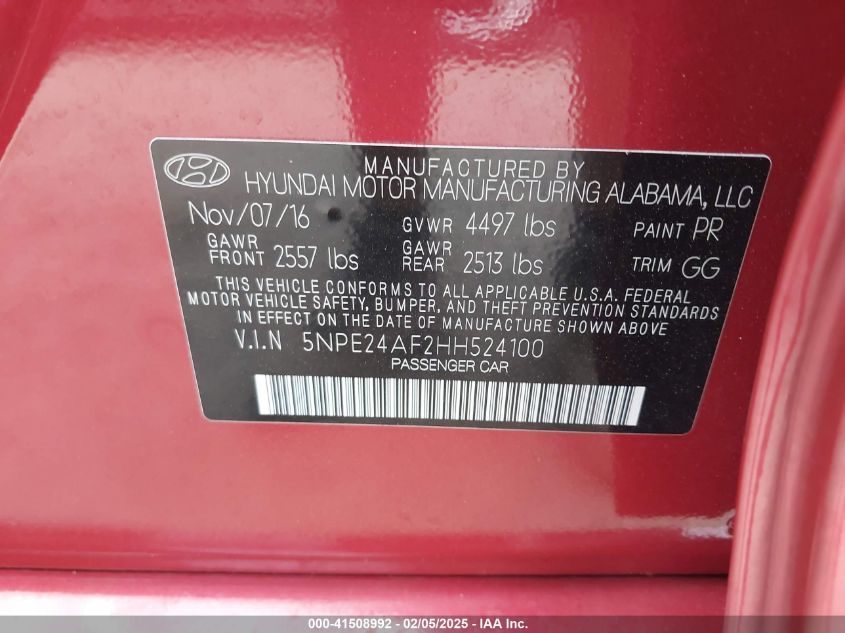 MANUFACTURED BY
HYUNDAI MOTOR MANUFACTURING ALABAMA, LLC
Nov/07/16 GVWR 4497 lbs PAINT PR
GAWR FRONT 2557 lbs GAWR REAR 2513 lbs TRIM GG
THIS VEHICLE CONFORMS TO ALL APPLICABLE U.S.A. FEDERAL
MOTOR VEHICLE SAFETY, BUMPER, AND THEFT PREVENTION STANDARDS
IN EFFECT ON THE DATE OF MANUFACTURE SHOWN ABOVE.
V.I.N 5NPE24AF2HH524100
PASSENGER CAR
000-41508992 - 02/05/2025 - IAA Inc.